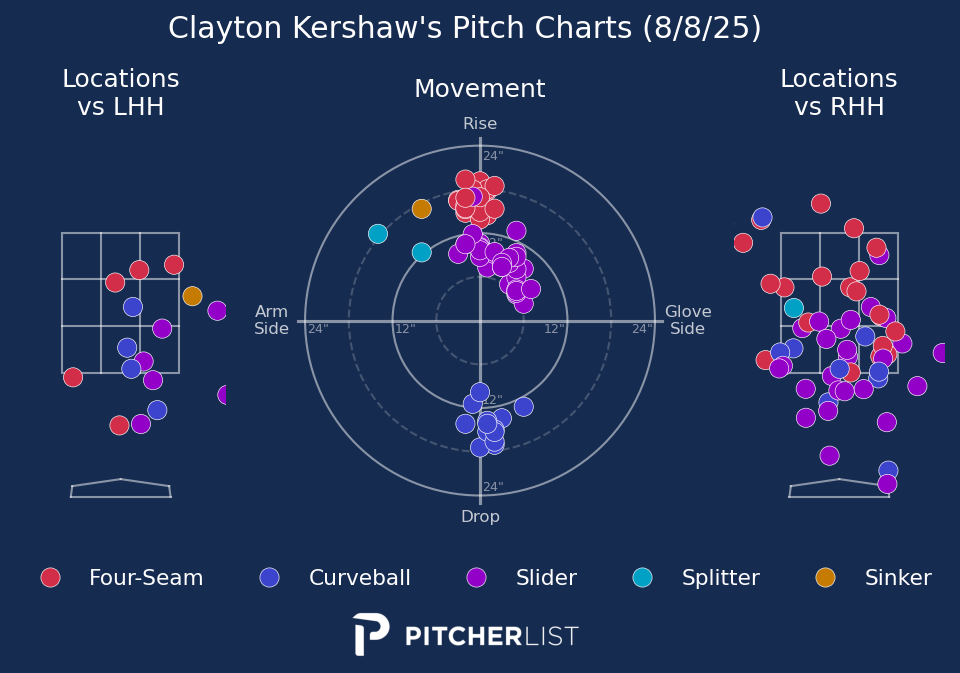 Clayton Kershaw's Pitch Charts (8/8/25)
Locations
vs LHH
Movement
Locations
vs RHH
Rise
24"
Arm
Side
24"
12"
12"
24"
Glove
Side
24"
Drop
Four-Seam
Curveball
Slider
Splitter
Sinker
PITCHERLIST